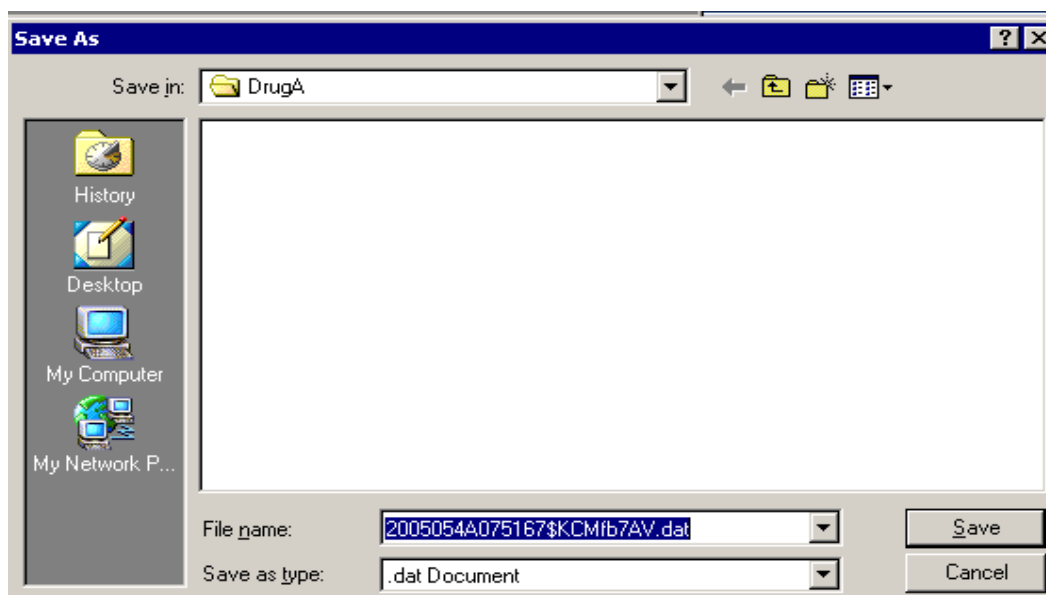 Save As
Save in: DrugA
History
Desktop
My Computer
My Network P...
File name: 2005054A075167$KCMfb7AV.dat Save
Save as type: .dat Document Cancel